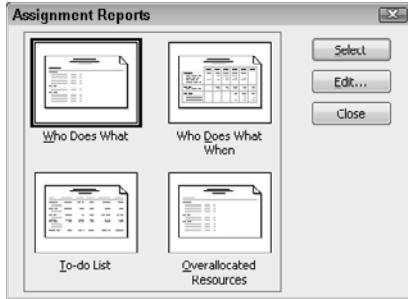 Assignment Reports
Select
Edit...
Close
Who Does What
Who Does What
When
To-do List
Overallocated
Resources